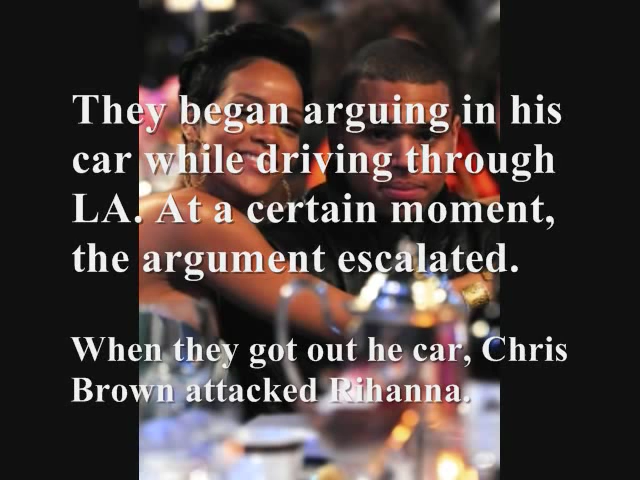 They began arguing in his
car while driving through
LA. At a certain moment,
the argument escalated.
When they got out he car, Chris
Brown attacked Rihanna.